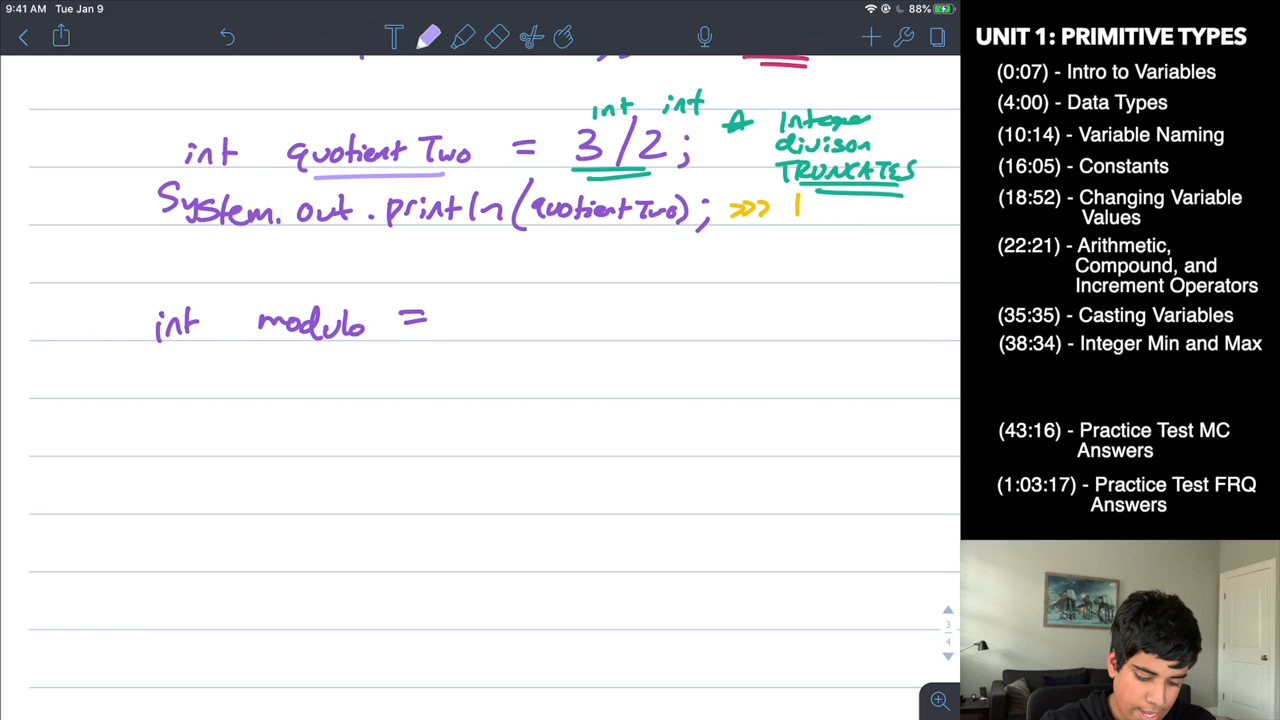 9:41 AM Tue Jan 9
88%
int int
int quotientTwo = 3/2; Integer
divison
TRUNCATES
System.out.println(quotientTwo); >>> 1
int modulo =
3
4
UNIT 1: PRIMITIVE TYPES
(0:07) - Intro to Variables
(4:00) - Data Types
(10:14) - Variable Naming
(16:05) - Constants
(18:52) - Changing Variable
Values
(22:21) - Arithmetic,
Compound, and
Increment Operators
(35:35) - Casting Variables
(38:34) - Integer Min and Max
(43:16) - Practice Test MC
Answers
(1:03:17) - Practice Test FRQ
Answers